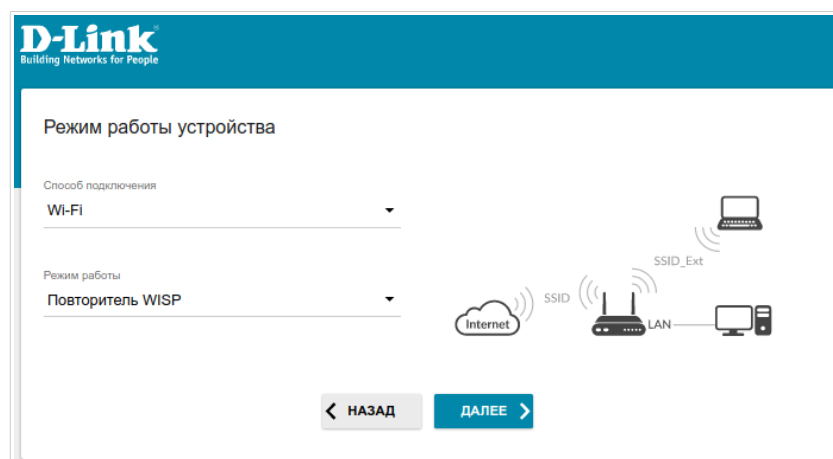 D-Link
Building Networks for People
Режим работы устройства
Способ подключения
Wi-Fi
Режим работы
Повторитель WISP
SSID_Ext
SSID
Internet
LAN
НАЗАД
ДАЛЕЕ